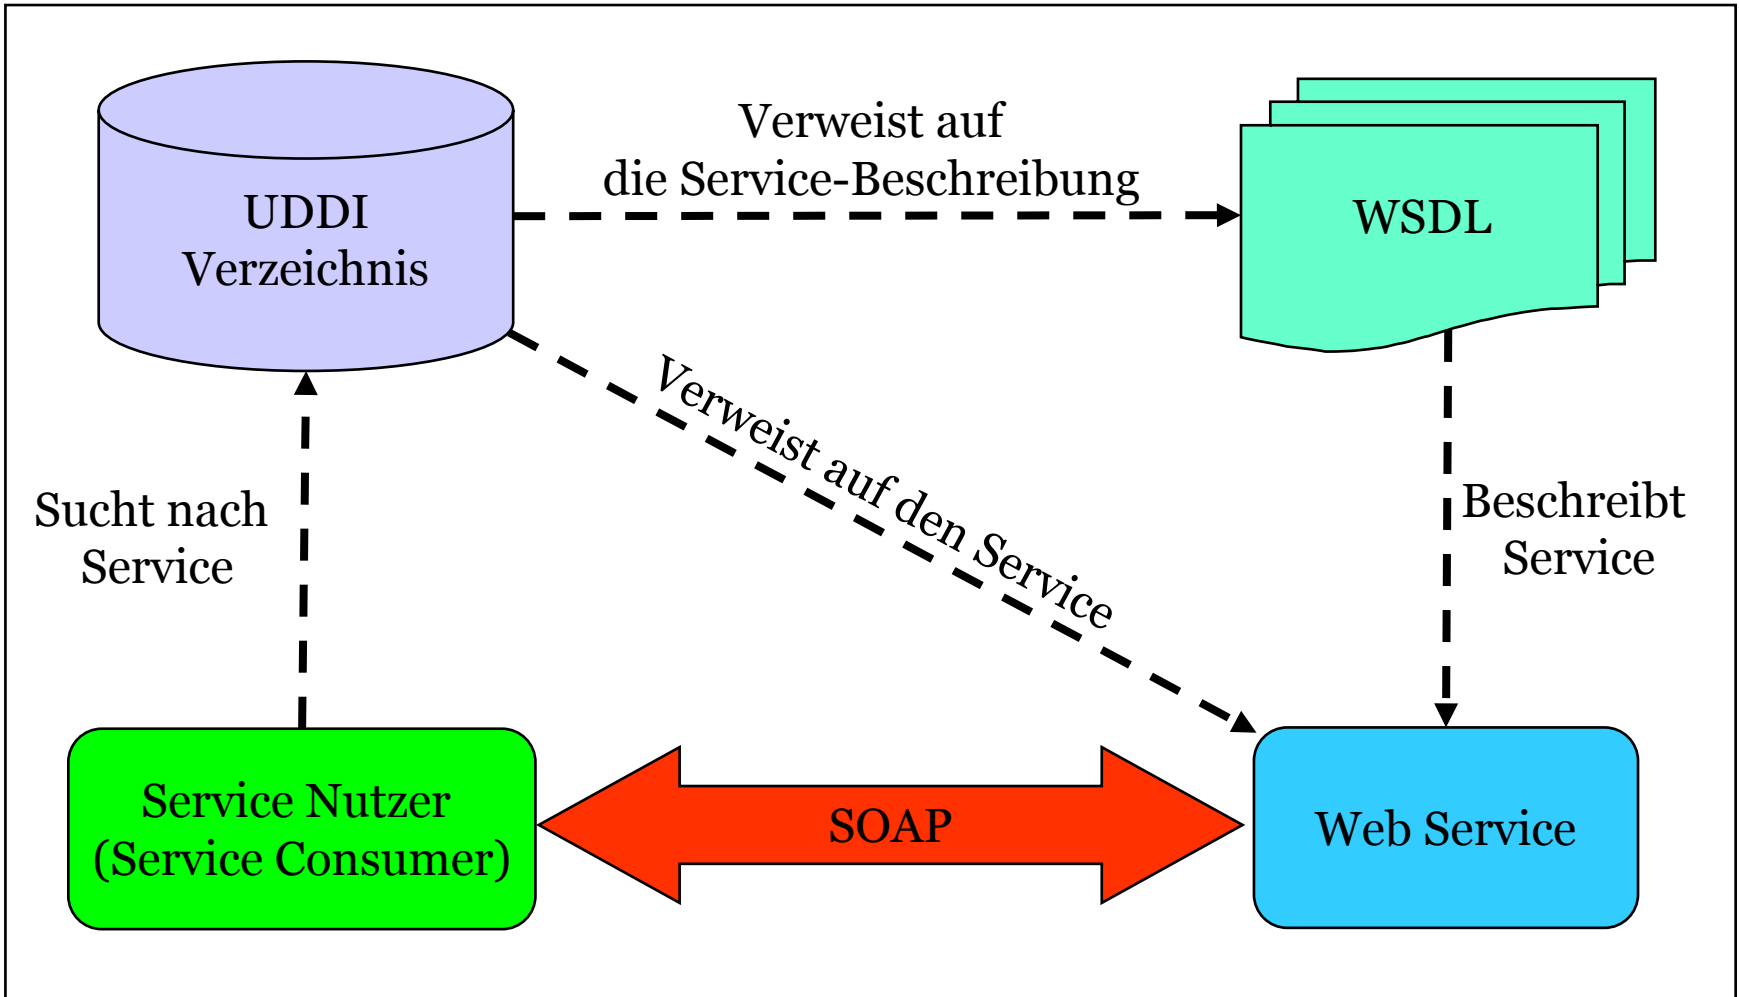 Verweist auf
die Service-Beschreibung
UDDI
Verzeichnis
WSDL
Verweist auf den Service
Sucht nach
Service
Beschreibt
Service
Service Nutzer
(Service Consumer)
SOAP
Web Service